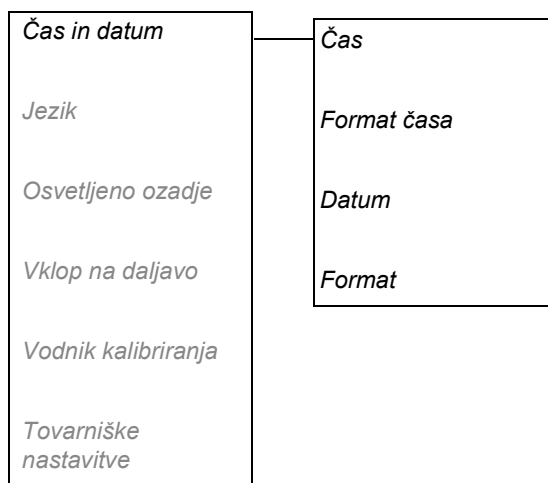 Čas in datum
Jezik
Osvetljeno ozadje
Vklop na daljavo
Vodnik kalibriranja
Tovarniške
nastavitve
Čas
Format časa
Datum
Format